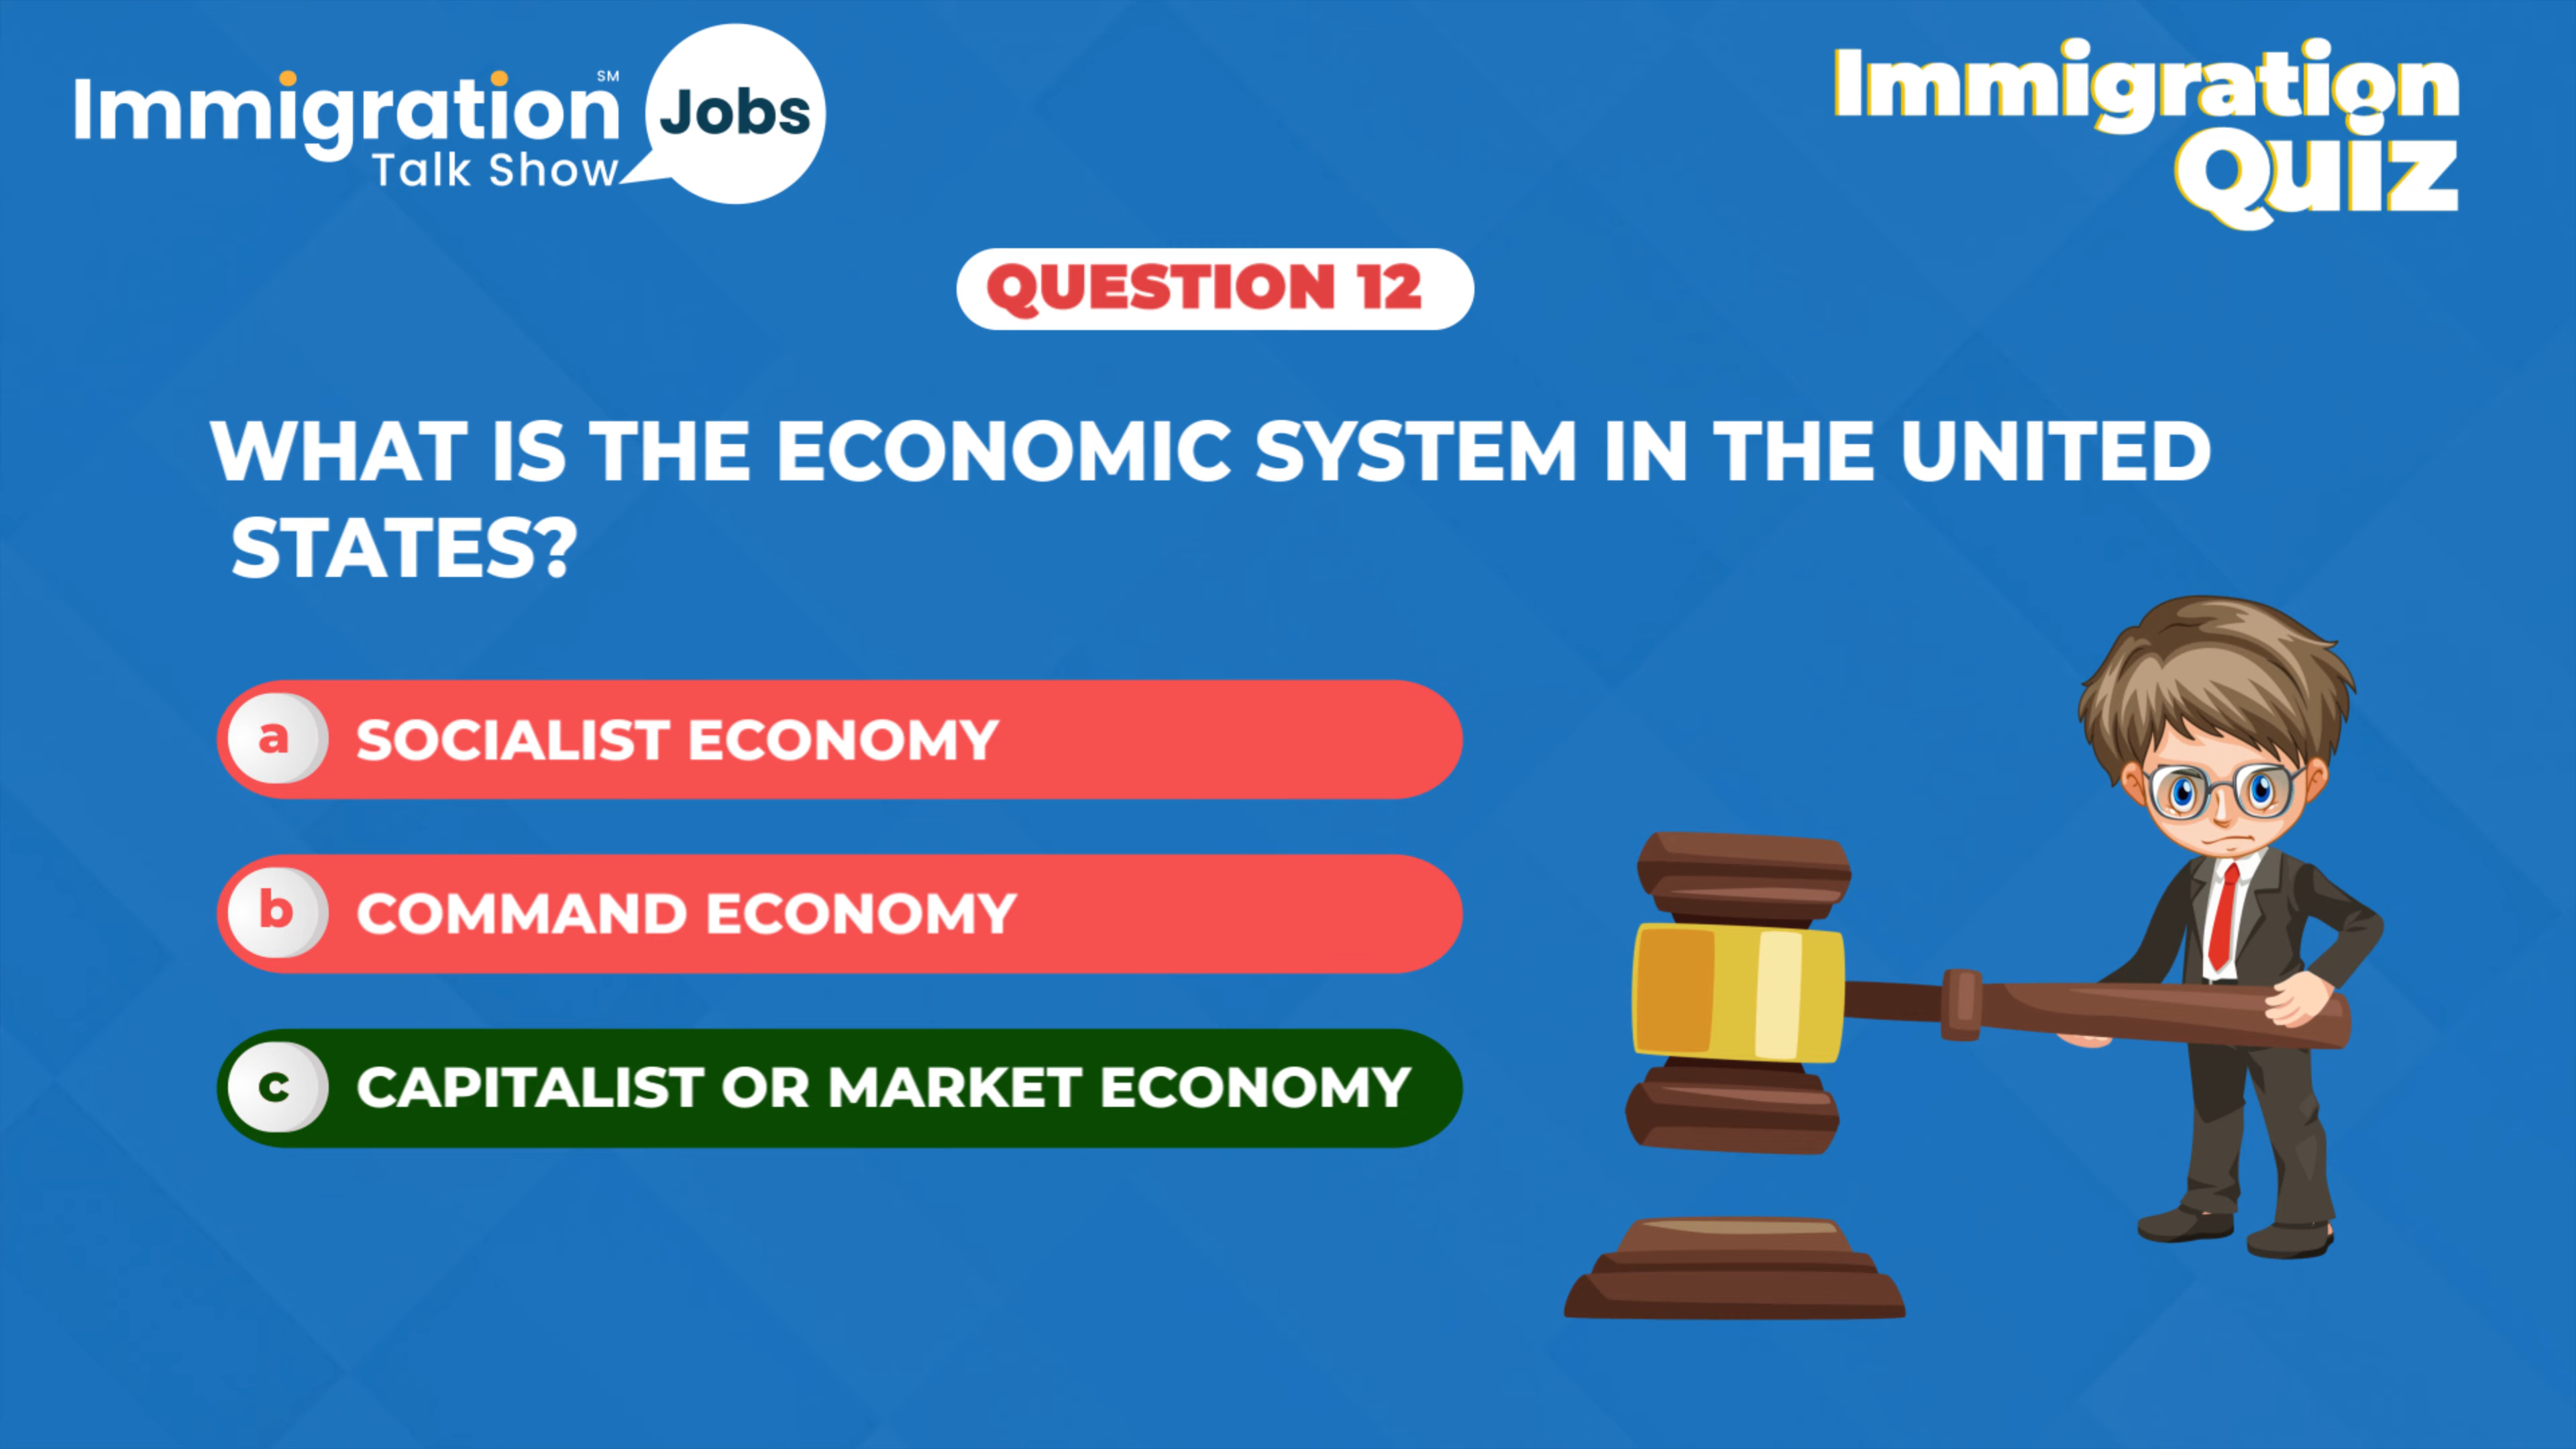 Immigration SM
Talk Show
Jobs
Immigration
Quiz
QUESTION 12
WHAT IS THE ECONOMIC SYSTEM IN THE UNITED
STATES?
a SOCIALIST ECONOMY
b COMMAND ECONOMY
c CAPITALIST OR MARKET ECONOMY